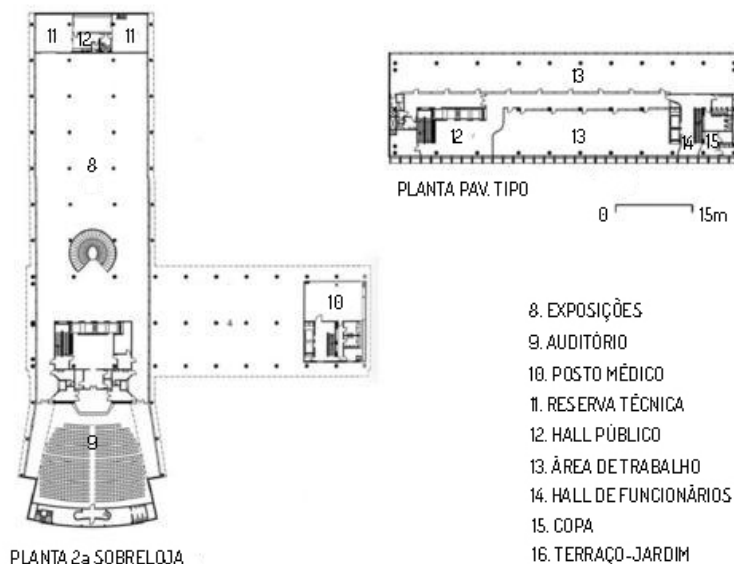 11
12
11
8
10
9
PLANTA 2a SOBRELOJA
13
12
13
14
15
PLANTA PAV. TIPO
0 15m
8. EXPOSIÇÕES
9. AUDITÓRIO
10. POSTO MÉDICO
11. RESERVA TÉCNICA
12. HALL PÚBLICO
13. ÁREA DE TRABALHO
14. HALL DE FUNCIONÁRIOS
15. COPA
16. TERRAÇO-JARDIM